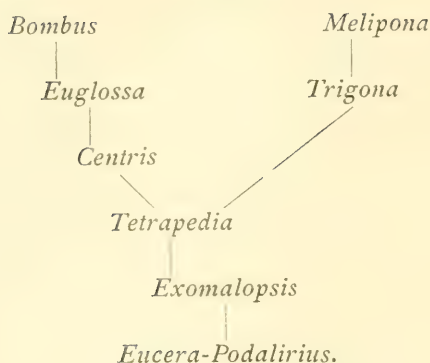 Bombus Melipona
Euglossa Trigona
Centris
Tetrapedia
Exomalopsis
Eucera-Podalirius.